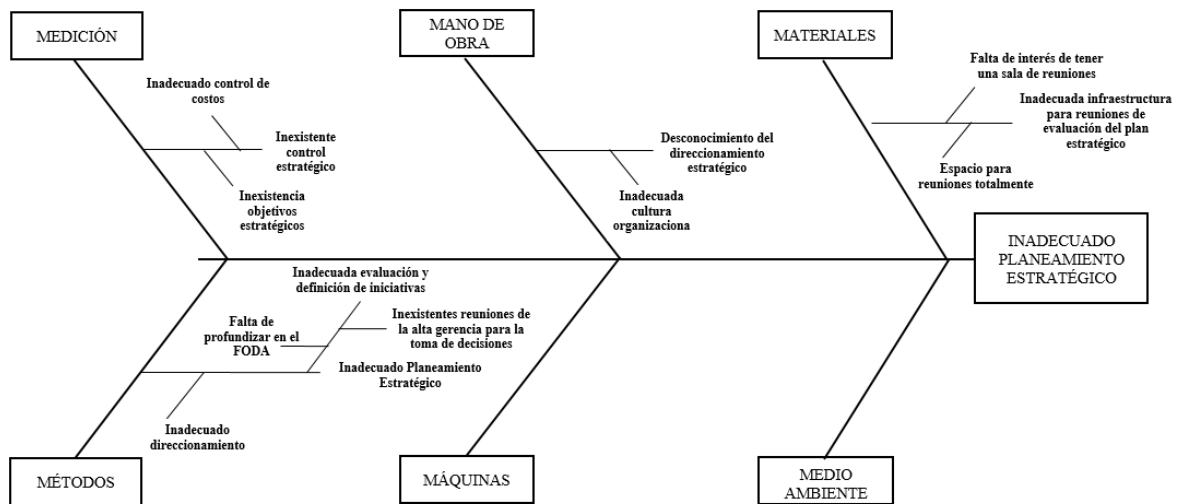 MEDICIÓN
MANO DE
OBRA
MATERIALES
Inadecuado control de
costos
Inexistente
control
estratégico
Inexistencia
objetivos
estratégicos
Desconocimiento del
direccionamiento
estratégico
Inadecuada
cultura
organizaciona
Falta de interés de tener
una sala de reuniones
Inadecuada infraestructura
para reuniones de
evaluación del plan
estratégico
Espacio para
reuniones totalmente
INADECUADO
PLANEAMIENTO
ESTRATÉGICO
Inadecuada evaluación y
definición de iniciativas
Inexistentes reuniones de
la alta gerencia para la
toma de decisiones
Falta de
profundizar en el
FODA
Inadecuado Planeamiento
Estratégico
Inadecuado
direccionamiento
MÉTODOS
MÁQUINAS
MEDIO
AMBIENTE